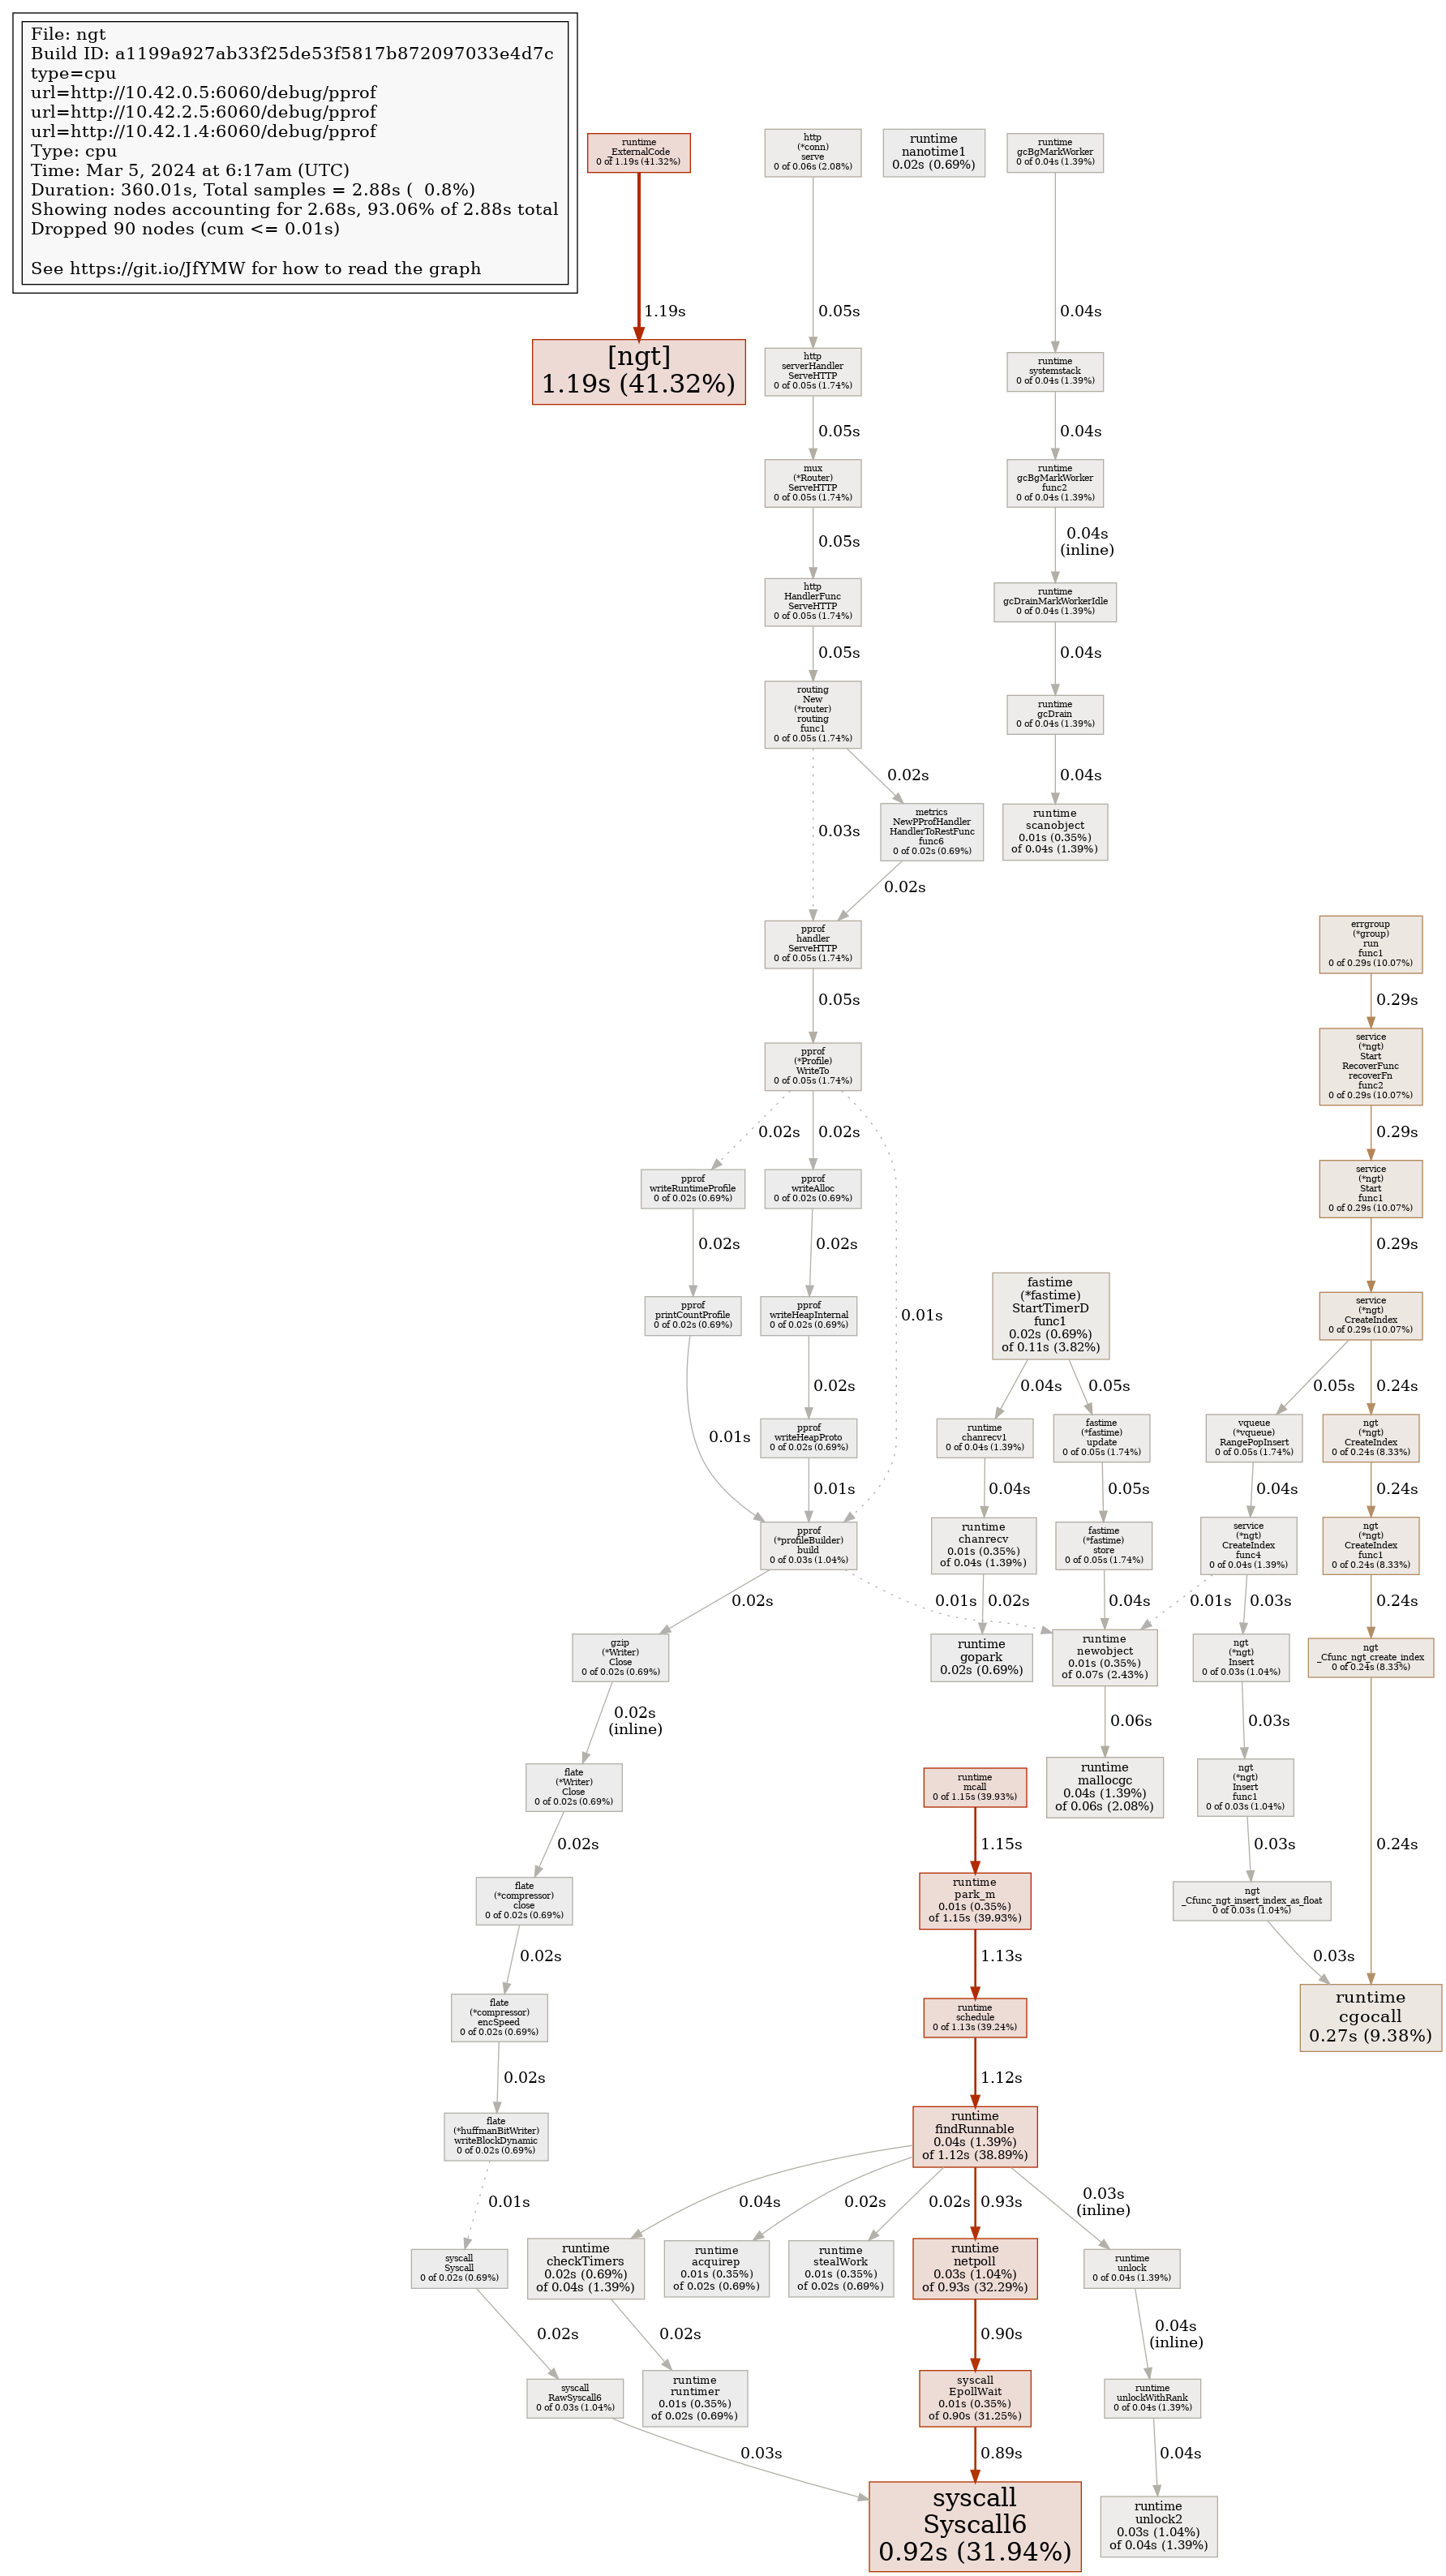 File: ngt
Build ID: a1199a927ab33f25de53f5817b872097033e4d7c
type=cpu
url=http://10.42.0.5:6060/debug/pprof
url=http://10.42.2.5:6060/debug/pprof
url=http://10.42.1.4:6060/debug/pprof
Type: cpu
Time: Mar 5, 2024 at 6:17am (UTC)
Duration: 360.01s, Total samples = 2.88s ( 0.8%)
Showing nodes accounting for 2.68s, 93.06% of 2.88s total
Dropped 90 nodes (cum <= 0.01s)
See https://git.io/JfYMW for how to read the graph
runtime
_ExternalCode
0 of 1.19s (41.32%)
http
(*conn)
serve
0 of 0.06s (2.08%)
runtime
nanotime1
0.02s (0.69%)
runtime
gcBgMarkWorker
0 of 0.04s (1.39%)
1.19s
0.05s
0.04s
[ngt]
1.19s (41.32%)
http
serverHandler
ServeHTTP
0 of 0.05s (1.74%)
runtime
systemstack
0 of 0.04s (1.39%)
0.05s
0.04s
mux
(*Router)
ServeHTTP
0 of 0.05s (1.74%)
runtime
gcBgMarkWorker
func2
0 of 0.04s (1.39%)
0.05s
0.04s
(inline)
http
HandlerFunc
ServeHTTP
0 of 0.05s (1.74%)
runtime
gcDrainMarkWorkerIdle
0 of 0.04s (1.39%)
0.05s
0.04s
routing
New
(*router)
routing
func1
0 of 0.05s (1.74%)
runtime
gcDrain
0 of 0.04s (1.39%)
0.02s
0.04s
0.03s
metrics
NewPProfHandler
HandlerToRestFunc
func6
0 of 0.02s (0.69%)
runtime
scanobject
0.01s (0.35%)
of 0.04s (1.39%)
0.02s
pprof
handler
ServeHTTP
0 of 0.05s (1.74%)
errgroup
(*group)
run
func1
0 of 0.29s (10.07%)
0.05s
0.29s
pprof
(*Profile)
WriteTo
0 of 0.05s (1.74%)
service
(*ngt)
Start
RecoverFunc
recoverFn
func2
0 of 0.29s (10.07%)
0.02s
0.02s
0.29s
pprof
writeRuntimeProfile
0 of 0.02s (0.69%)
pprof
writeAlloc
0 of 0.02s (0.69%)
service
(*ngt)
Start
func1
0 of 0.29s (10.07%)
0.02s
0.02s
0.29s
pprof
printCountProfile
0 of 0.02s (0.69%)
pprof
writeHeapInternal
0 of 0.02s (0.69%)
0.01s
fastime
(*fastime)
StartTimerD
func1
0.02s (0.69%)
of 0.11s (3.82%)
service
(*ngt)
CreateIndex
0 of 0.29s (10.07%)
0.02s
0.04s
0.05s
0.05s
0.24s
0.01s
pprof
writeHeapProto
0 of 0.02s (0.69%)
runtime
chanrecv1
0 of 0.04s (1.39%)
fastime
(*fastime)
update
0 of 0.05s (1.74%)
vqueue
(*vqueue)
RangePopInsert
0 of 0.05s (1.74%)
ngt
(*ngt)
CreateIndex
0 of 0.24s (8.33%)
0.01s
0.04s
0.05s
0.04s
0.24s
pprof
(*profileBuilder)
build
0 of 0.03s (1.04%)
runtime
chanrecv
0.01s (0.35%)
of 0.04s (1.39%)
fastime
(*fastime)
store
0 of 0.05s (1.74%)
service
(*ngt)
CreateIndex
func4
0 of 0.04s (1.39%)
ngt
(*ngt)
CreateIndex
func1
0 of 0.24s (8.33%)
0.02s
0.01s
0.02s
0.04s
0.01s
0.03s
0.24s
gzip
(*Writer)
Close
0 of 0.02s (0.69%)
runtime
gopark
0.02s (0.69%)
runtime
newobject
0.01s (0.35%)
of 0.07s (2.43%)
ngt
(*ngt)
Insert
0 of 0.03s (1.04%)
ngt
_Cfunc_ngt_create_index
0 of 0.24s (8.33%)
0.02s
(inline)
0.06s
0.03s
flate
(*Writer)
Close
0 of 0.02s (0.69%)
runtime
mcall
0 of 1.15s (39.93%)
runtime
mallocgc
0.04s (1.39%)
of 0.06s (2.08%)
ngt
(*ngt)
Insert
func1
0 of 0.03s (1.04%)
0.02s
1.15s
0.03s
0.24s
flate
(*compressor)
close
0 of 0.02s (0.69%)
runtime
park_m
0.01s (0.35%)
of 1.15s (39.93%)
ngt
_Cfunc_ngt_insert_index_as_float
0 of 0.03s (1.04%)
0.02s
1.13s
0.03s
flate
(*compressor)
encSpeed
0 of 0.02s (0.69%)
runtime
schedule
0 of 1.13s (39.24%)
runtime
cgocall
0.27s (9.38%)
0.02s
1.12s
flate
(*huffmanBitWriter)
writeBlockDynamic
0 of 0.02s (0.69%)
runtime
findRunnable
0.04s (1.39%)
of 1.12s (38.89%)
0.01s
0.04s
0.02s
0.02s
0.93s
0.03s
(inline)
syscall
Syscall
0 of 0.02s (0.69%)
runtime
checkTimers
0.02s (0.69%)
of 0.04s (1.39%)
runtime
acquirep
0.01s (0.35%)
of 0.02s (0.69%)
runtime
stealWork
0.01s (0.35%)
of 0.02s (0.69%)
runtime
netpoll
0.03s (1.04%)
of 0.93s (32.29%)
runtime
unlock
0 of 0.04s (1.39%)
0.02s
0.02s
0.90s
0.04s
(inline)
syscall
RawSyscall6
0 of 0.03s (1.04%)
runtime
runtimer
0.01s (0.35%)
of 0.02s (0.69%)
syscall
EpollWait
0.01s (0.35%)
of 0.90s (31.25%)
runtime
unlockWithRank
0 of 0.04s (1.39%)
0.03s
0.89s
0.04s
syscall
Syscall6
0.92s (31.94%)
runtime
unlock2
0.03s (1.04%)
of 0.04s (1.39%)